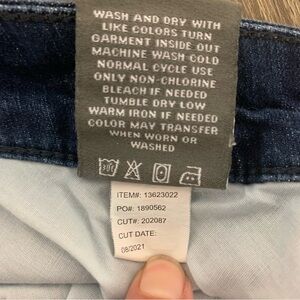 WASH AND DRY WITH
LIKE COLORS TURN
GARMENT INSIDE OUT
MACHINE WASH COLD
NORMAL CYCLE USE
ONLY NON-CHLORINE
BLEACH IF NEEDED
TUMBLE DRY LOW
WARM IRON IF NEEDED
COLOR MAY TRANSFER
WHEN WORN OR
WASHED
ITEM#: 13623022
PO#: 1890562
CUT#: 202087
CUT DATE:
08/2021